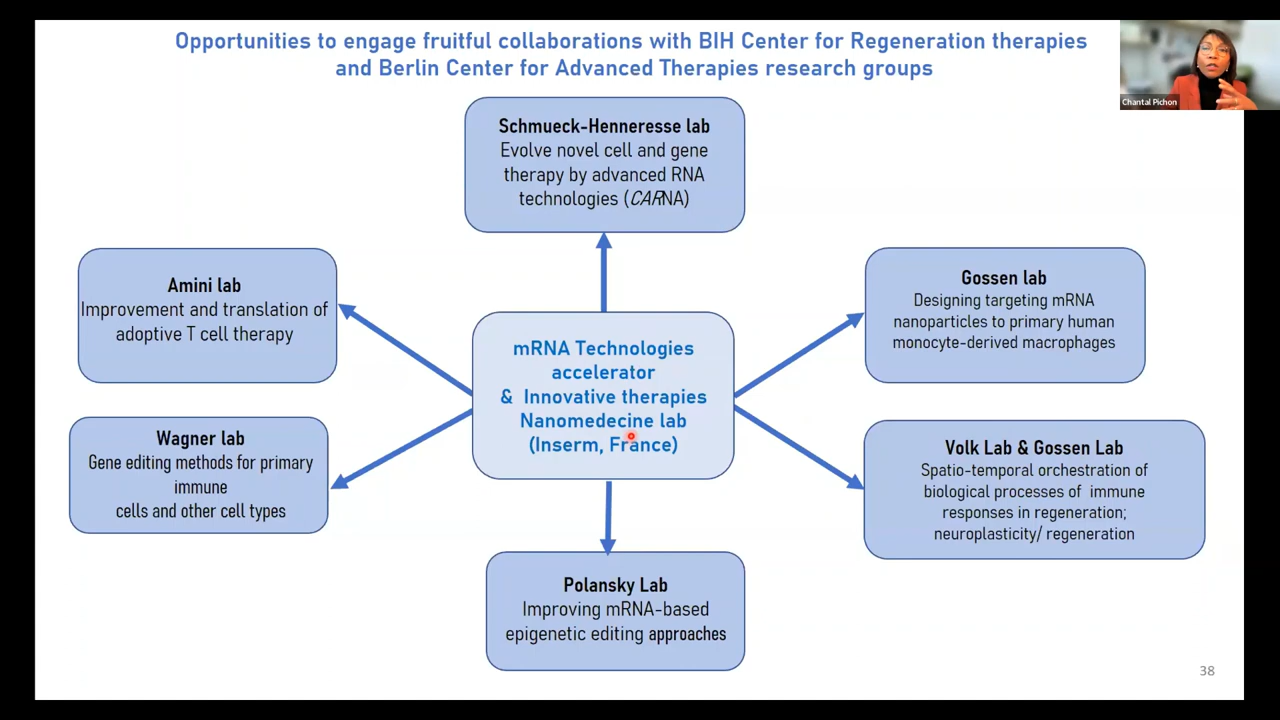 Opportunities to engage fruitful collaborations with BIH Center for Regeneration therapies
and Berlin Center for Advanced Therapies research groups
Chantal Pichon
Schmueck-Henneresse lab
Evolve novel cell and gene
therapy by advanced RNA
technologies (CARNA)
Amini lab
Improvement and translation of
adoptive T cell therapy
Gossen lab
Designing targeting mRNA
nanoparticles to primary human
monocyte-derived macrophages
mRNA Technologies
accelerator
& Innovative therapies
Nanomedecine lab
(Inserm, France)
Wagner lab
Gene editing methods for primary
immune
cells and other cell types
Volk Lab & Gossen Lab
Spatio-temporal orchestration of
biological processes of immune
responses in regeneration;
neuroplasticity/ regeneration
Polansky Lab
Improving mRNA-based
epigenetic editing approaches
38